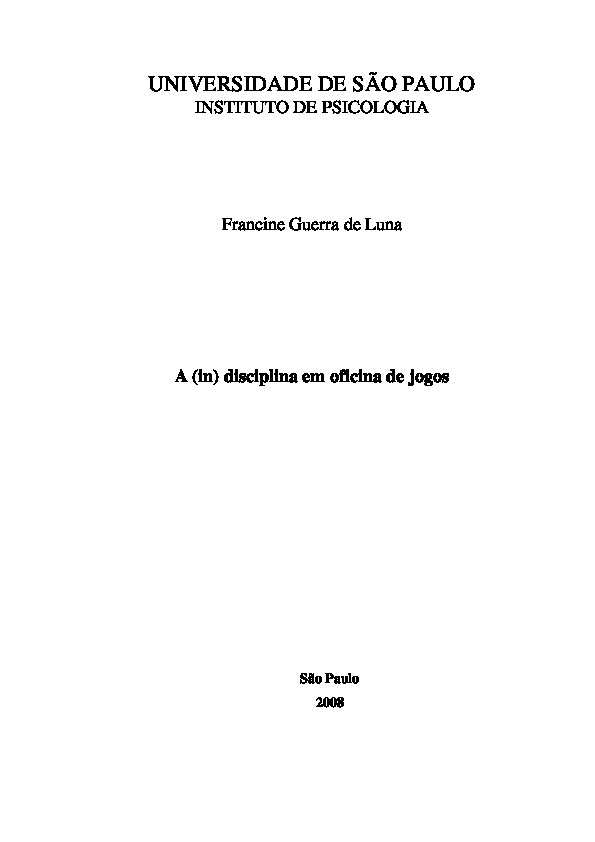 UNIVERSIDADE DE SÃO PAULO
INSTITUTO DE PSICOLOGIA
Francine Guerra de Luna
A (in) disciplina em oficina de jogos
São Paulo
2008